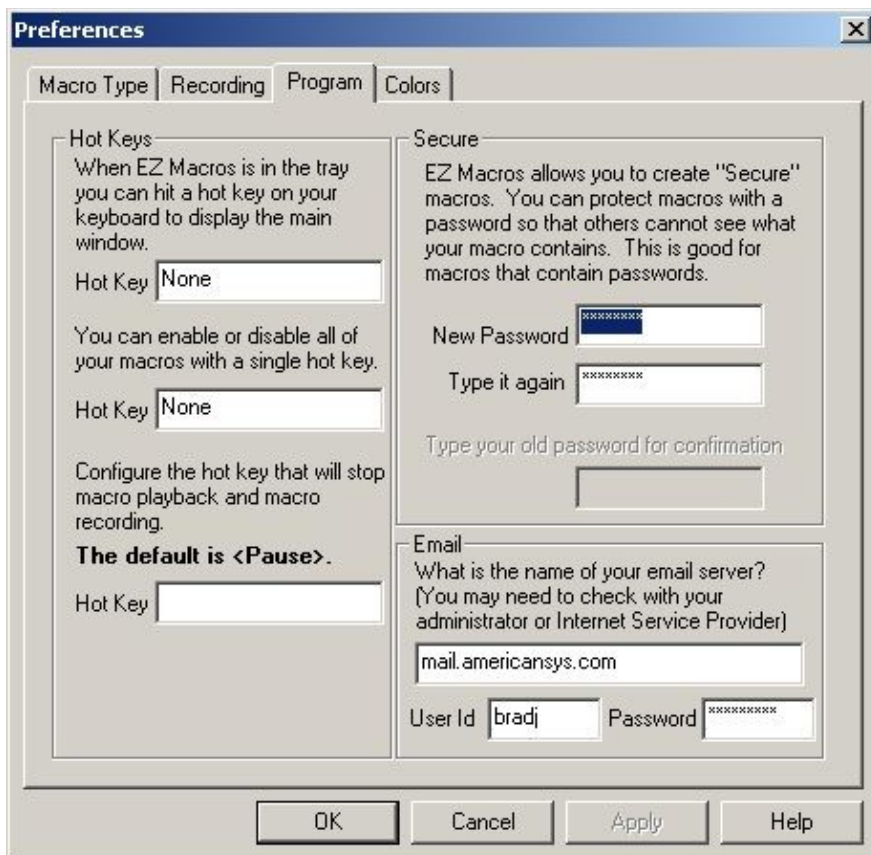 Preferences
Macro Type
Recording
Program
Colors
Hot Keys
When EZ Macros is in the tray
you can hit a hot key on your
keyboard to display the main
window.
Hot Key
None
You can enable or disable all of
your macros with a single hot key.
Hot Key
None
Configure the hot key that will stop
macro playback and macro
recording.
The default is <Pause>.
Hot Key
Secure
EZ Macros allows you to create "Secure"
macros. You can protect macros with a
password so that others cannot see what
your macro contains. This is good for
macros that contain passwords.
New Password
********
Type it again
********
Type your old password for confirmation
Email
What is the name of your email server?
(You may need to check with your
administrator or Internet Service Provider)
mail.americansys.com
User Id
bradj
Password
*********
OK
Cancel
Apply
Help